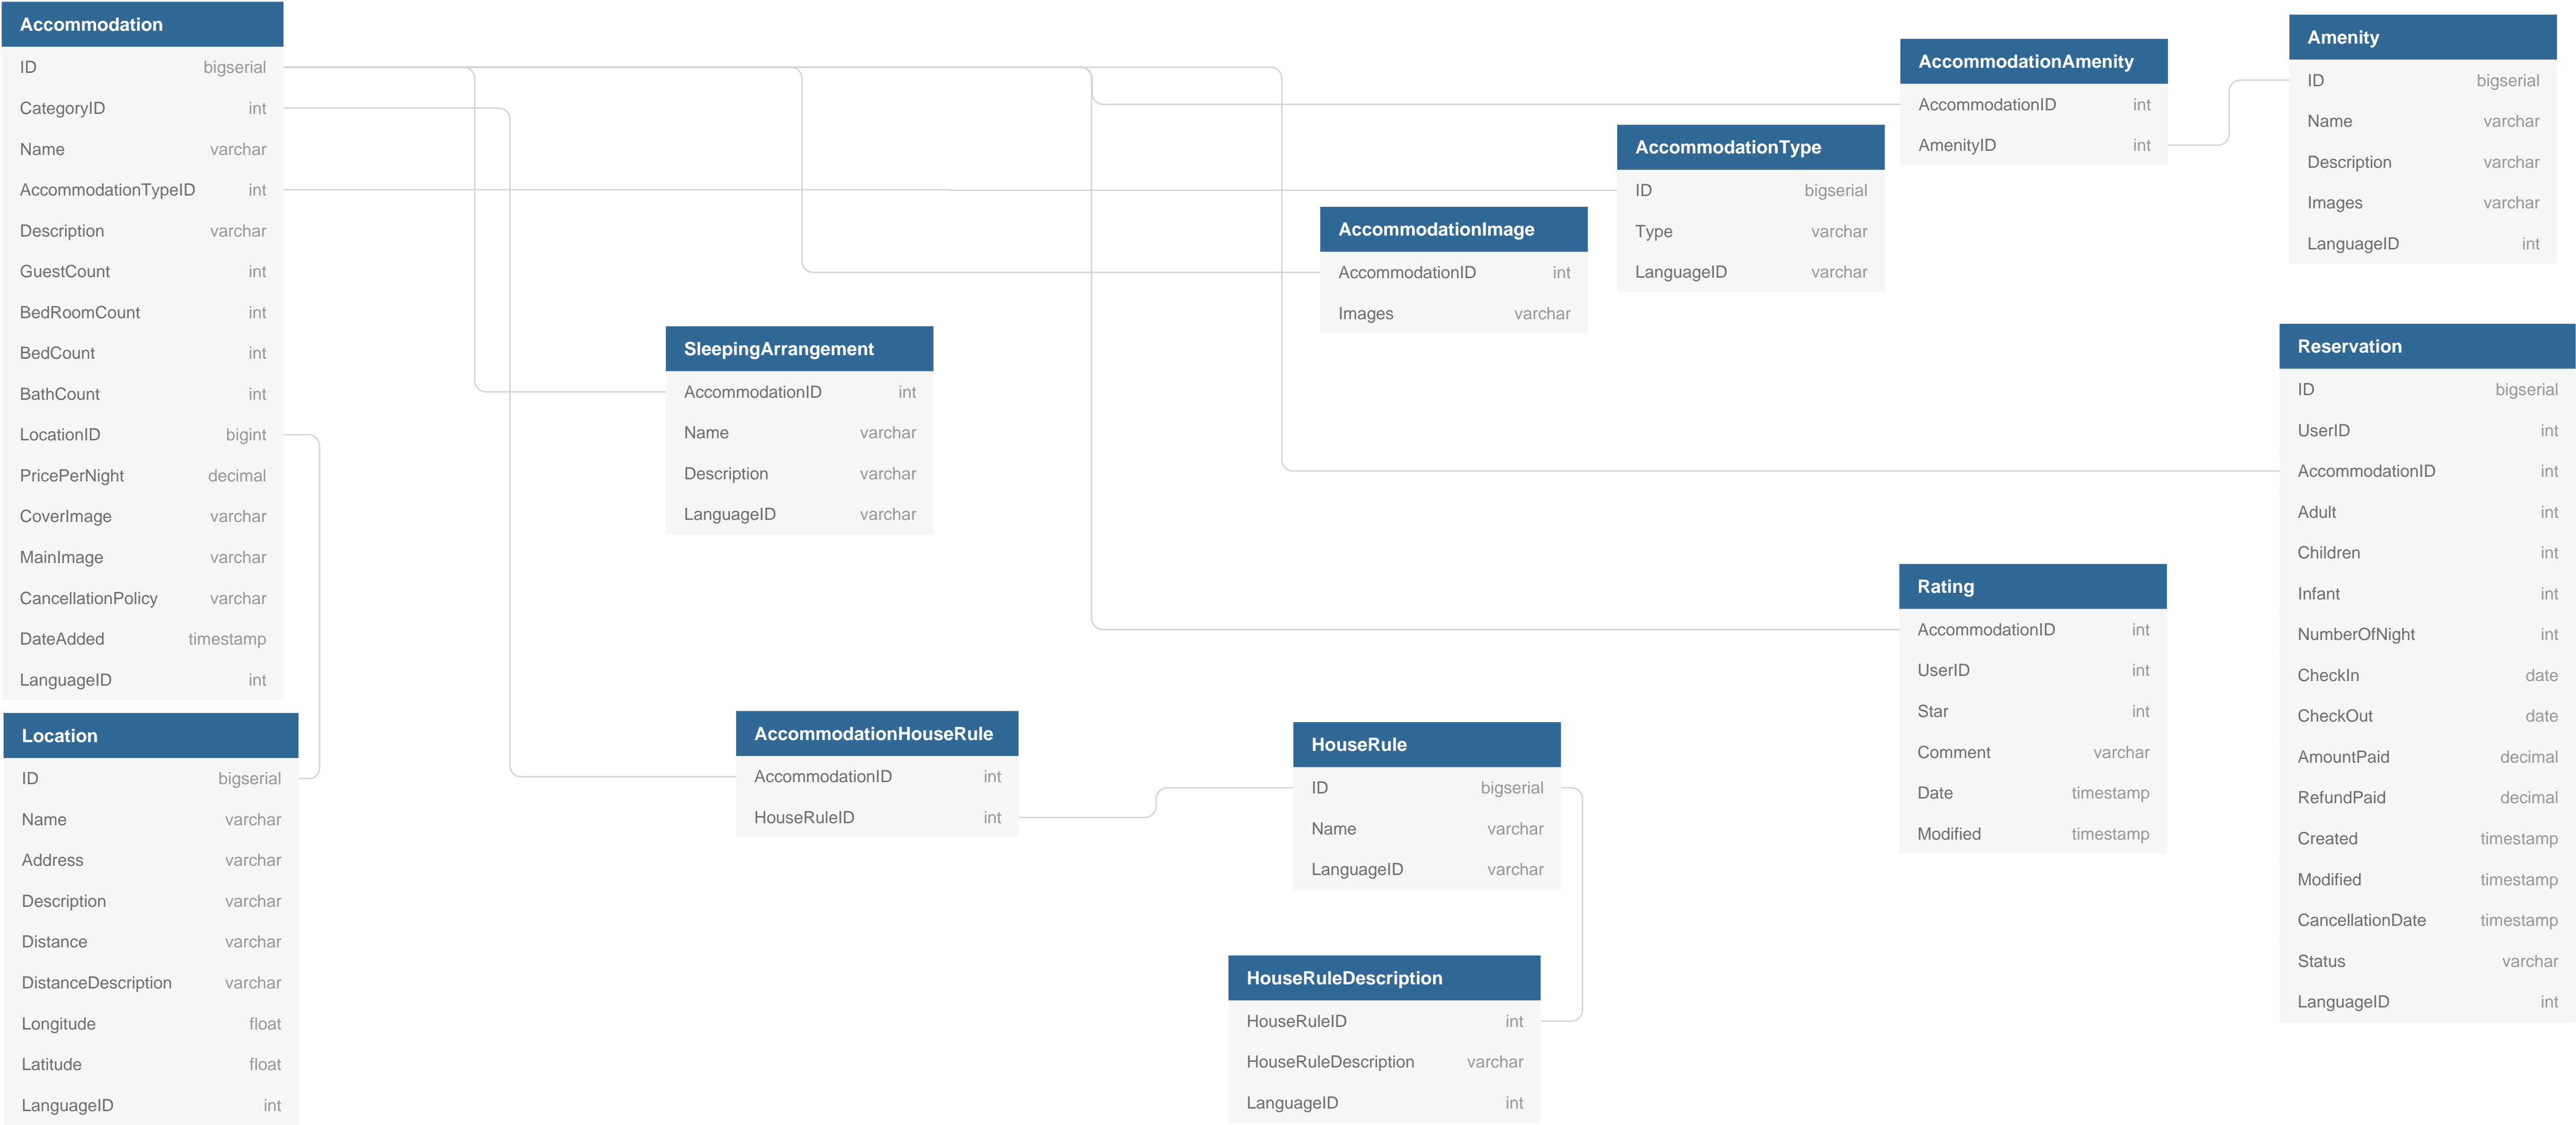 Accommodation
ID bigserial
CategoryID int
Name varchar
AccommodationTypeID int
Description varchar
GuestCount int
BedRoomCount int
BedCount int
BathCount int
LocationID bigint
PricePerNight decimal
CoverImage varchar
MainImage varchar
CancellationPolicy varchar
DateAdded timestamp
LanguageID int
Location
ID bigserial
Name varchar
Address varchar
Description varchar
Distance varchar
DistanceDescription varchar
Longitude float
Latitude float
LanguageID int
SleepingArrangement
AccommodationID int
Name varchar
Description varchar
LanguageID varchar
AccommodationHouseRule
AccommodationID int
HouseRuleID int
AccommodationImage
AccommodationID int
Images varchar
HouseRule
ID bigserial
Name varchar
LanguageID varchar
HouseRuleDescription
HouseRuleID int
HouseRuleDescription varchar
LanguageID int
AccommodationType
ID bigserial
Type varchar
LanguageID varchar
AccommodationAmenity
AccommodationID int
AmenityID int
Rating
AccommodationID int
UserID int
Star int
Comment varchar
Date timestamp
Modified timestamp
Amenity
ID bigserial
Name varchar
Description varchar
Images varchar
LanguageID int
Reservation
ID bigserial
UserID int
AccommodationID int
Adult int
Children int
Infant int
NumberOfNight int
CheckIn date
CheckOut date
AmountPaid decimal
RefundPaid decimal
Created timestamp
Modified timestamp
CancellationDate timestamp
Status varchar
LanguageID int